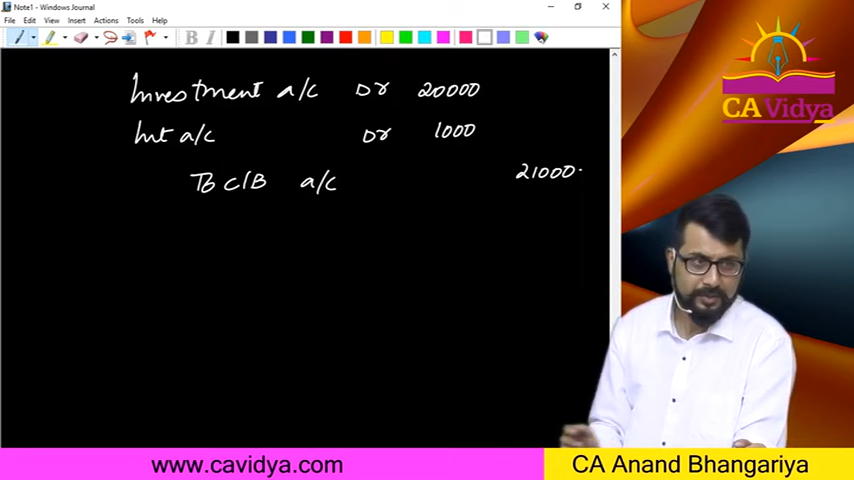 Note1 - Windows Journal
File Edit View Insert Actions Tools Help
B I
Investment a/c Dr 20000
Int a/c Dr 1000
To C/B a/c 21000
CA Vidya
www.cavidya.com
CA Anand Bhangariya